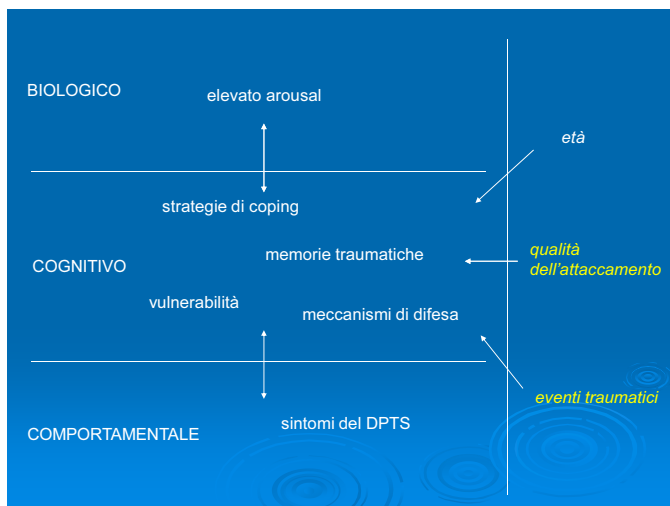 BIOLOGICO
elevato arousal
età
strategie di coping
memorie traumatiche
qualità
dell'attaccamento
COGNITIVO
vulnerabilità
meccanismi di difesa
eventi traumatici
sintomi del DPTS
COMPORTAMENTALE